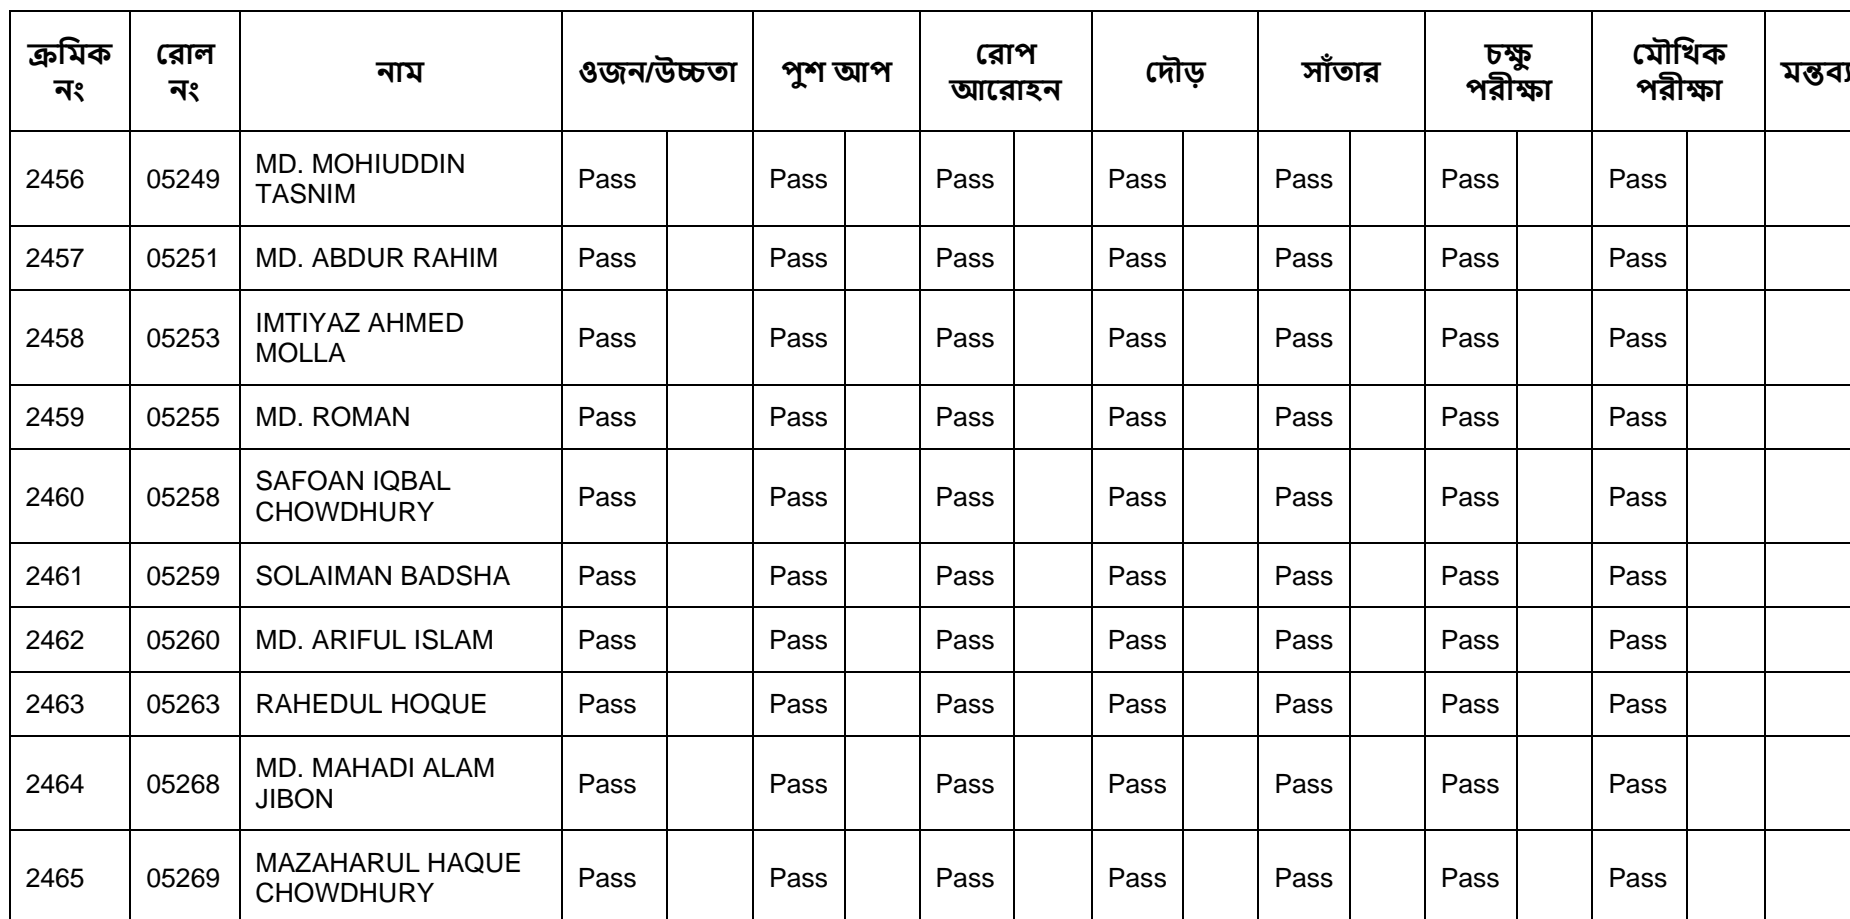 ক্রমিক নং রোল নং নাম ওজন/উচ্চতা পুশ আপ রোপ আরোহন দৌড় সাঁতার চক্ষু পরীক্ষা মৌখিক পরীক্ষা মন্তব্য
2456 05249 MD. MOHIUDDIN TASNIM Pass Pass Pass Pass Pass Pass Pass
2457 05251 MD. ABDUR RAHIM Pass Pass Pass Pass Pass Pass Pass
2458 05253 IMTIYAZ AHMED MOLLA Pass Pass Pass Pass Pass Pass Pass
2459 05255 MD. ROMAN Pass Pass Pass Pass Pass Pass Pass
2460 05258 SAFOAN IQBAL CHOWDHURY Pass Pass Pass Pass Pass Pass Pass
2461 05259 SOLAIMAN BADSHA Pass Pass Pass Pass Pass Pass Pass
2462 05260 MD. ARIFUL ISLAM Pass Pass Pass Pass Pass Pass Pass
2463 05263 RAHEDUL HOQUE Pass Pass Pass Pass Pass Pass Pass
2464 05268 MD. MAHADI ALAM JIBON Pass Pass Pass Pass Pass Pass Pass
2465 05269 MAZAHARUL HAQUE CHOWDHURY Pass Pass Pass Pass Pass Pass Pass